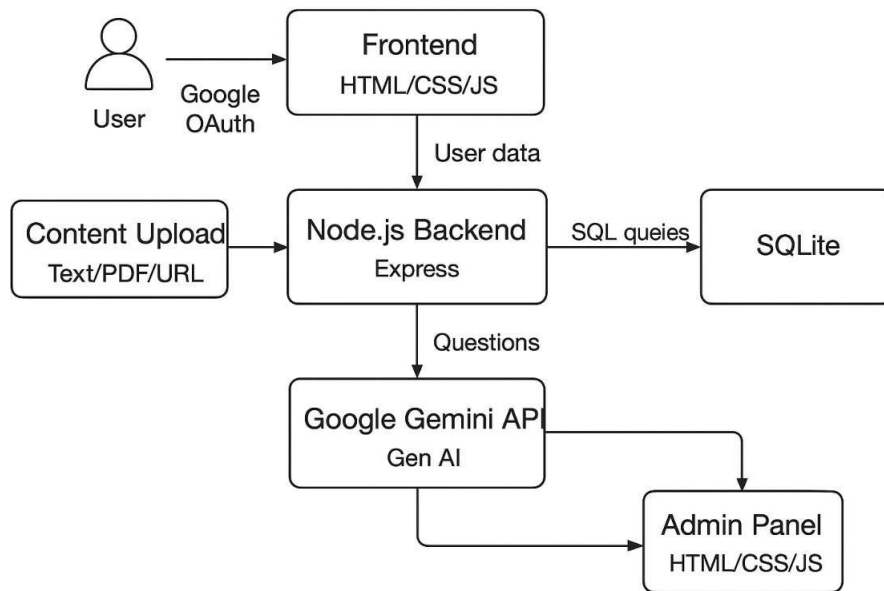 Frontend
HTML/CSS/JS
User
Google
OAuth
User data
Content Upload
Text/PDF/URL
Node.js Backend
Express
SQL queies
SQLite
Questions
Google Gemini API
Gen AI
Admin Panel
HTML/CSS/JS